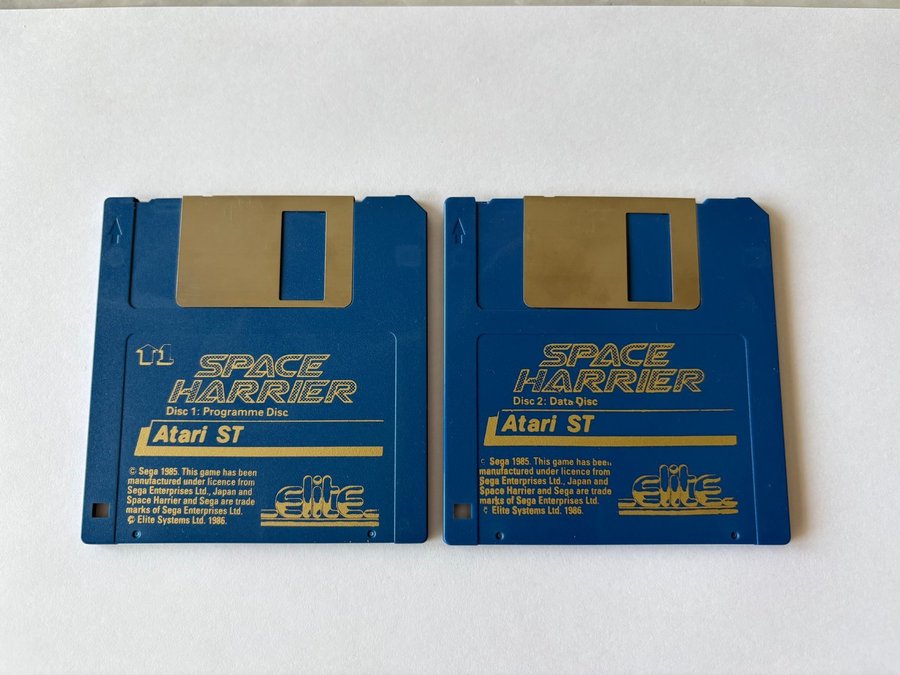 SPACE
HARRIER
Disc 1: Programme Disc
Atari ST
© Sega 1985. This game has been
manufactured under licence from
Sega Enterprises Ltd., Japan and
Space Harrier and Sega are trade
marks of Sega Enterprises Ltd.
© Elite Systems Ltd. 1986.
elite
SPACE
HARRIER
Disc 2: Data Disc
Atari ST
© Sega 1985. This game has been
manufactured under licence from
Sega Enterprises Ltd., Japan and
Space Harrier and Sega are trade
marks of Sega Enterprises Ltd.
© Elite Systems Ltd. 1986.
elite